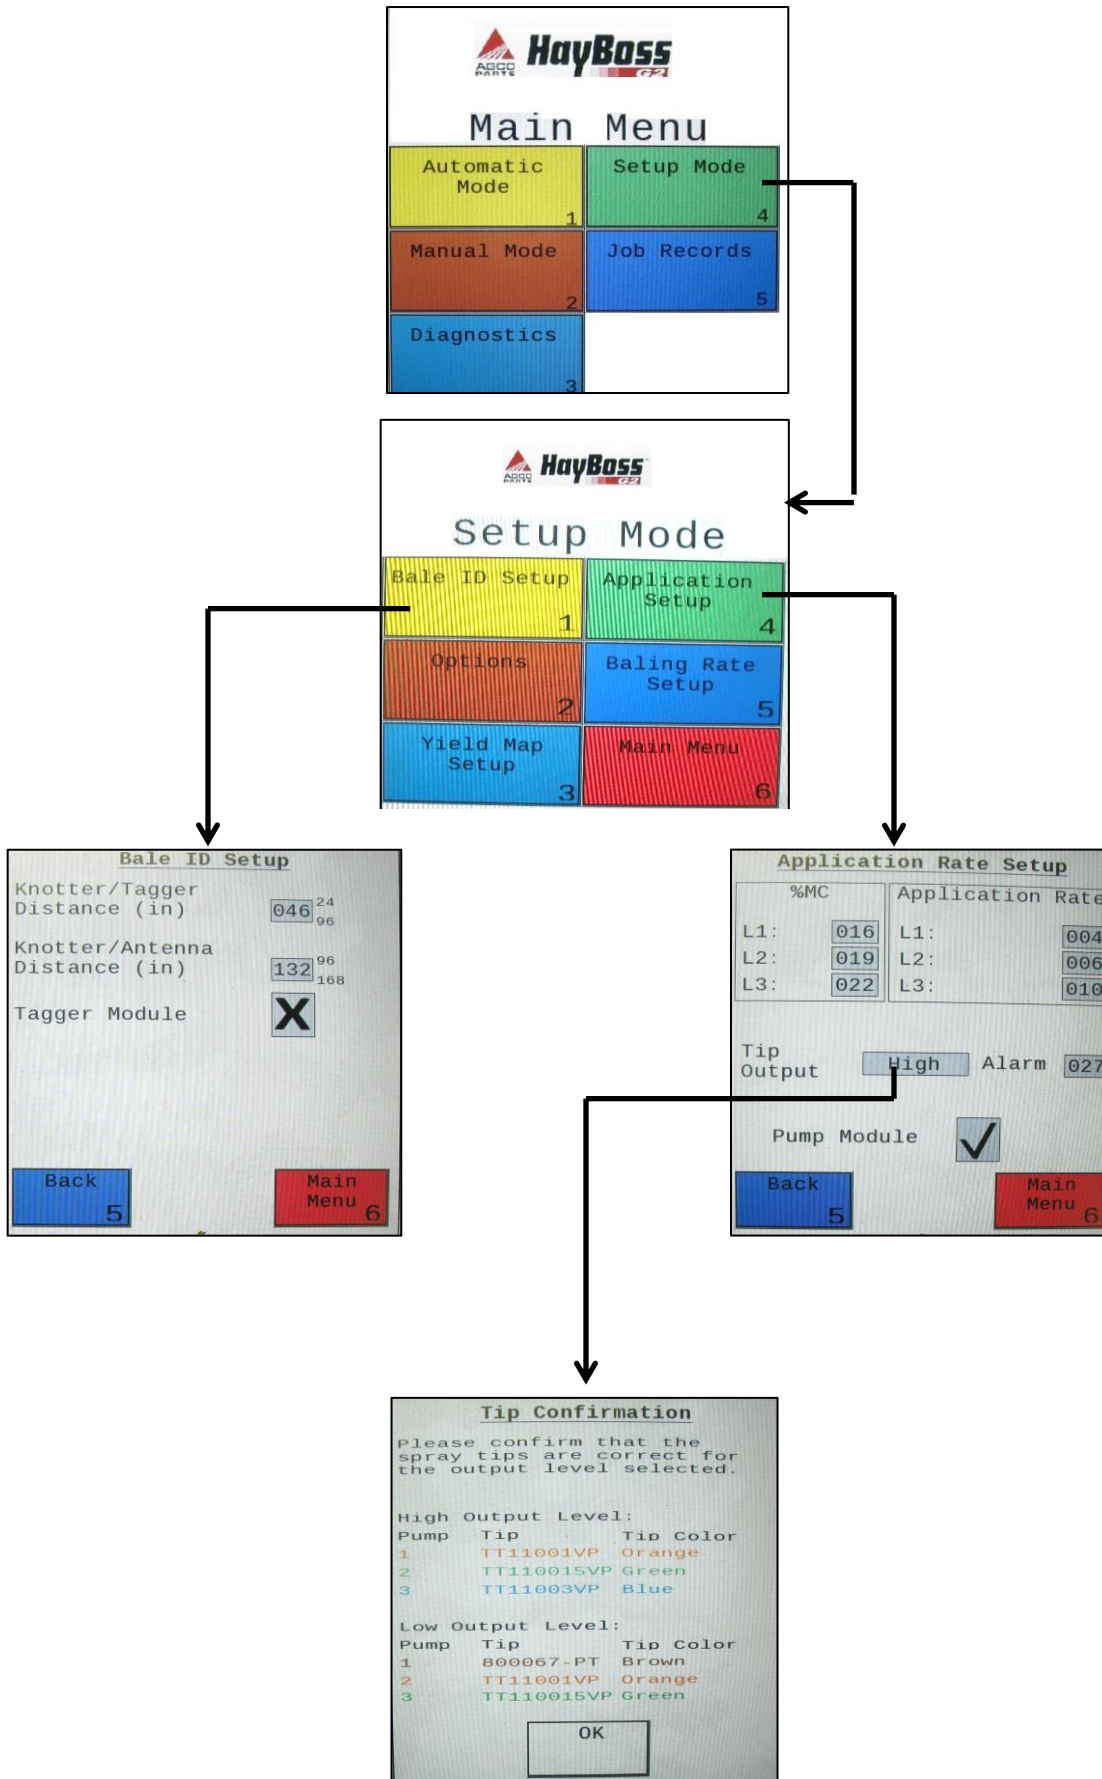 AGCO
PARTS
HayBoss
G2
Main Menu
Automatic
Mode
1
Setup Mode
4
Manual Mode
2
Job Records
5
Diagnostics
3
AGCO
PARTS
HayBoss
G2
Setup Mode
Bale ID Setup
1
Application
Setup
4
Options
2
Baling Rate
Setup
5
Yield Map
Setup
3
Main Menu
6
Bale ID Setup
Knotter/Tagger
Distance (in) 046 24
96
Knotter/Antenna
Distance (in) 132 96
168
Tagger Module X
Back
5
Main
Menu
6
Application Rate Setup
%MC Application Rate
L1: 016 L1: 004
L2: 019 L2: 006
L3: 022 L3: 010
Tip
Output High Alarm 027
Pump Module
Back
5
Main
Menu
6
Tip Confirmation
Please confirm that the
spray tips are correct for
the output level selected.
High Output Level:
Pump Tip Tip Color
1 TT11001VP Orange
2 TT110015VP Green
3 TT11003VP Blue
Low Output Level:
Pump Tip Tip Color
1 800067-PT Brown
2 TT11001VP Orange
3 TT110015VP Green
OK